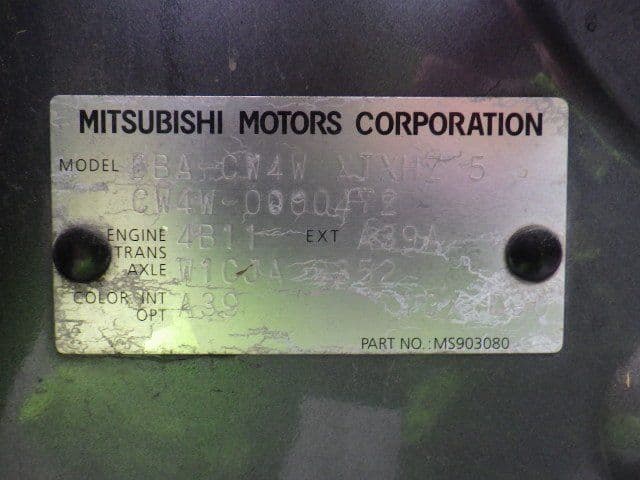 MITSUBISHI MOTORS CORPORATION
MODEL CW4W
CW4W-0000472
ENGINE 4B11 EXT A39A
TRANS
AXLE
COLOR INT A39
OPT
PART NO.:MS903080